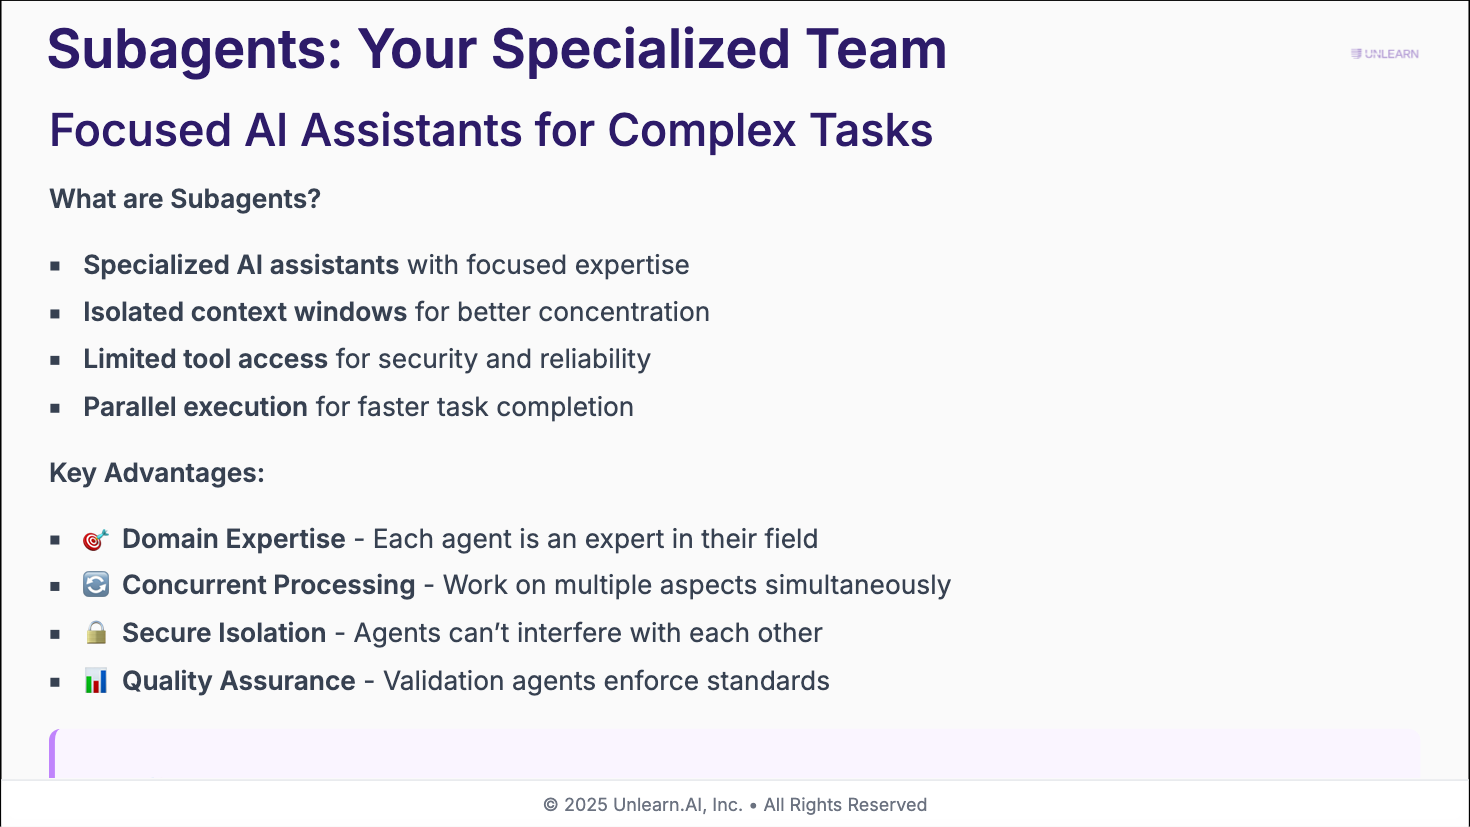 Subagents: Your Specialized Team
UNLEARN
Focused AI Assistants for Complex Tasks
What are Subagents?
▪ Specialized AI assistants with focused expertise
▪ Isolated context windows for better concentration
▪ Limited tool access for security and reliability
▪ Parallel execution for faster task completion
Key Advantages:
▪ 🎯 Domain Expertise - Each agent is an expert in their field
▪ 🔄 Concurrent Processing - Work on multiple aspects simultaneously
▪ 🔒 Secure Isolation - Agents can’t interfere with each other
▪ 📊 Quality Assurance - Validation agents enforce standards
© 2025 Unlearn.AI, Inc. • All Rights Reserved